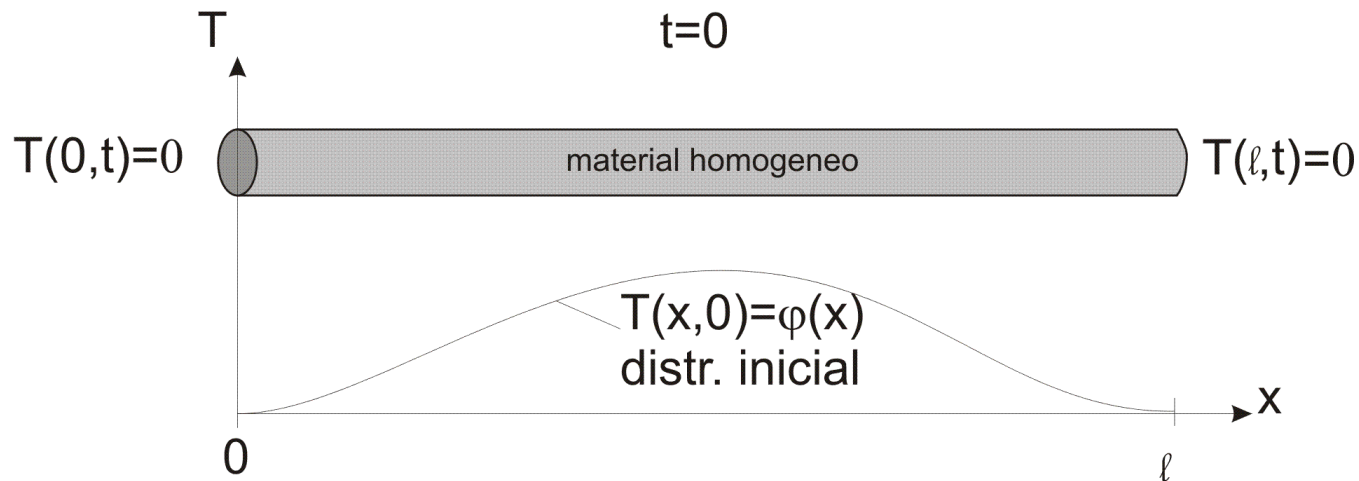 T
t=0
T(0,t)=0
material homogeneo
T(ℓ,t)=0
T(x,0)=φ(x)
distr. inicial
x
0
ℓ